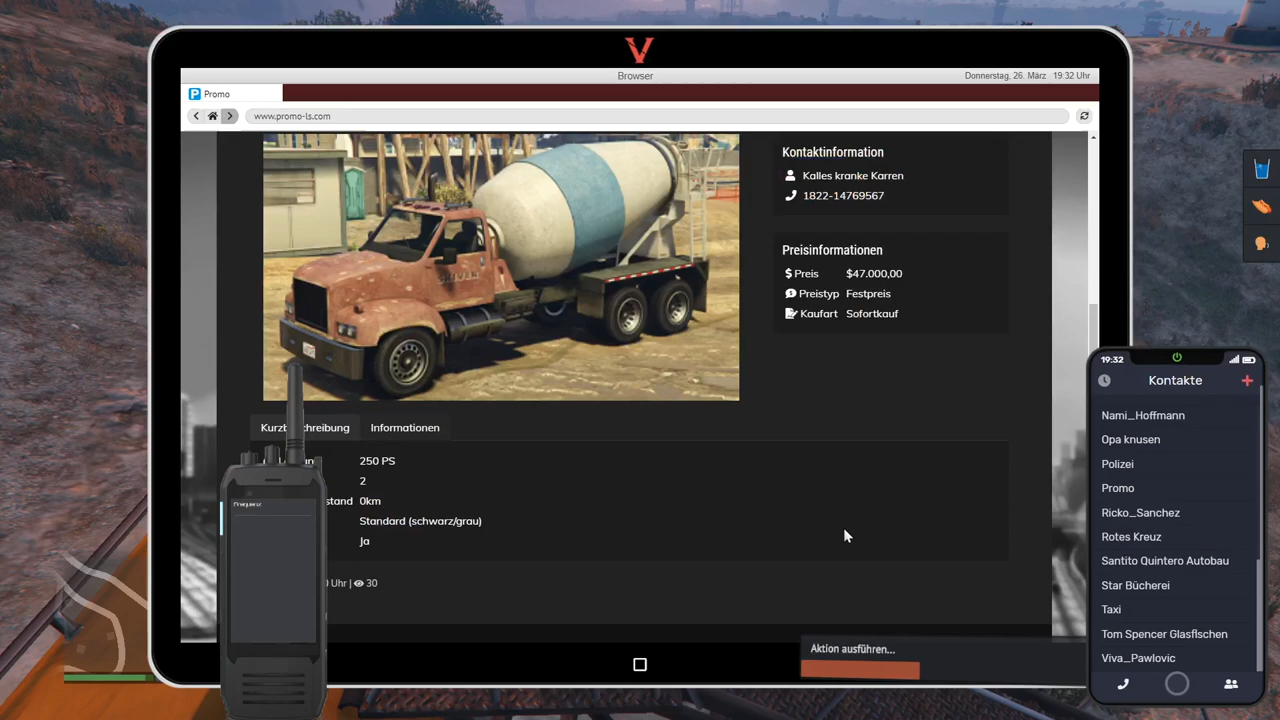 V
Browser
Donnerstag, 26. März 19:32 Uhr
Promo
www.promo-ls.com
Kontaktinformation
Kalles kranke Karren
1822-14769567
Preisinformationen
Preis $47.000,00
Preistyp Festpreis
Kaufart Sofortkauf
Informationen
250 PS
2
stand 0km
Standard (schwarz/grau)
Ja
Uhr | 30
Aktion ausführen...
19:32
Kontakte
Nami_Hoffmann
Opa knusen
Polizei
Promo
Ricko_Sanchez
Rotes Kreuz
Santito Quintero Autobau
Star Bücherei
Taxi
Tom Spencer Glasflschen
Viva_Pawlovic